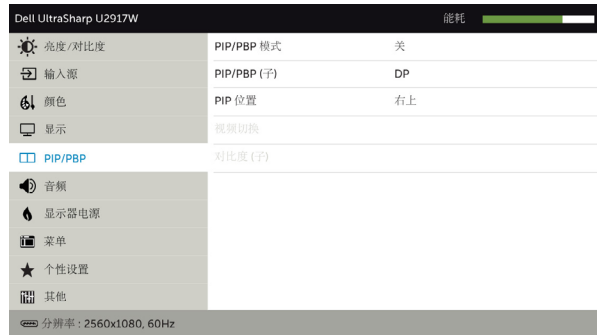 Dell UltraSharp U2917W 能耗
亮度/对比度 PIP/PBP 模式 关
输入源 PIP/PBP (子) DP
颜色 PIP 位置 右上
显示 视频切换
PIP/PBP 对比度 (子)
音频
显示器电源
菜单
个性设置
其他
分辨率 : 2560x1080, 60Hz